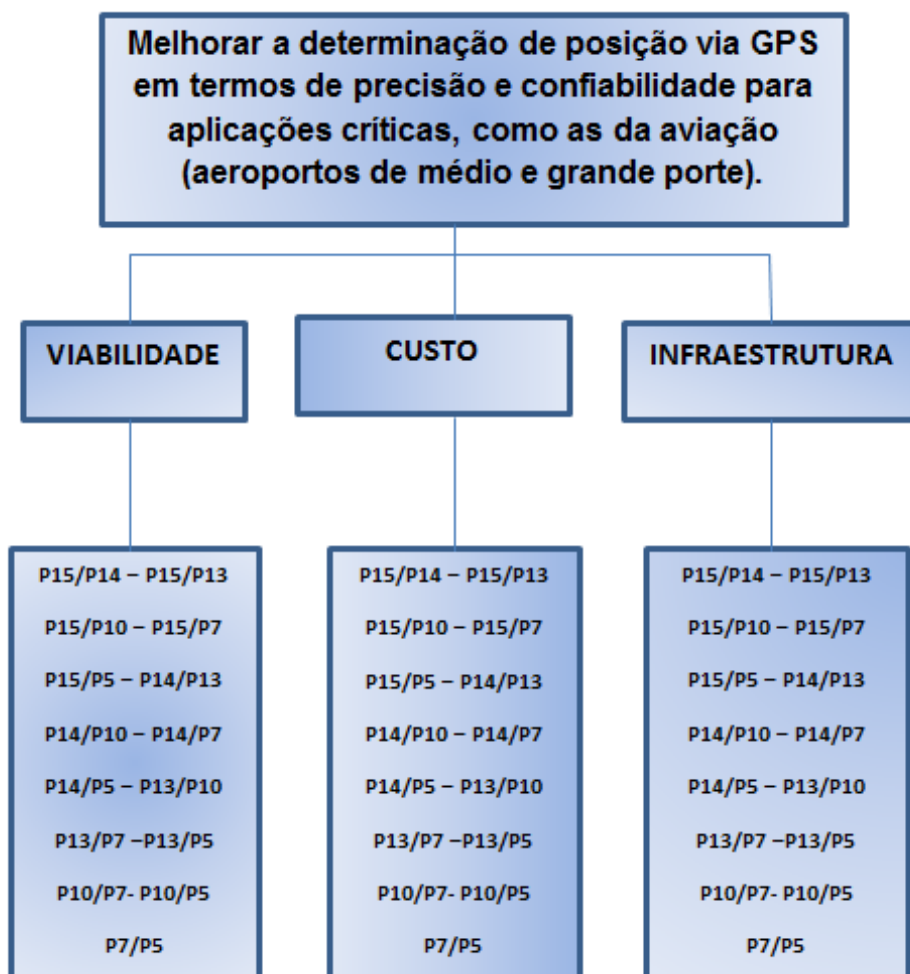 Melhorar a determinação de posição via GPS
em termos de precisão e confiabilidade para
aplicações críticas, como as da aviação
(aeroportos de médio e grande porte).
VIABILIDADE
CUSTO
INFRAESTRUTURA
P15/P14 – P15/P13
P15/P10 – P15/P7
P15/P5 – P14/P13
P14/P10 – P14/P7
P14/P5 – P13/P10
P13/P7 –P13/P5
P10/P7- P10/P5
P7/P5
P15/P14 – P15/P13
P15/P10 – P15/P7
P15/P5 – P14/P13
P14/P10 – P14/P7
P14/P5 – P13/P10
P13/P7 –P13/P5
P10/P7- P10/P5
P7/P5
P15/P14 – P15/P13
P15/P10 – P15/P7
P15/P5 – P14/P13
P14/P10 – P14/P7
P14/P5 – P13/P10
P13/P7 –P13/P5
P10/P7- P10/P5
P7/P5